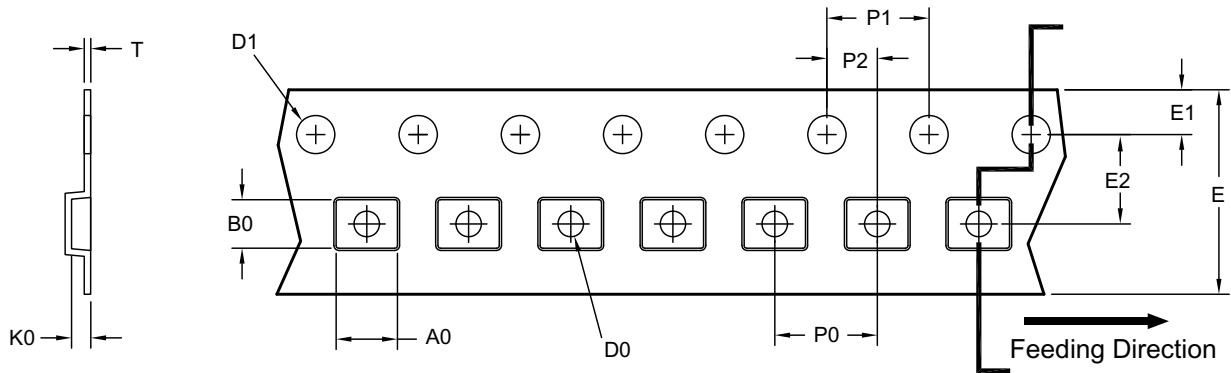 P1
T
D1
P2
E1
E2
E
B0
K0
A0
D0
P0
Feeding Direction